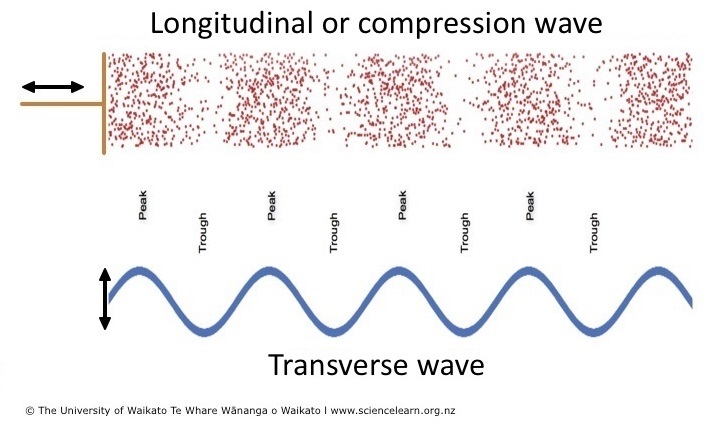 Longitudinal or compression wave
Peak
Trough
Peak
Trough
Peak
Trough
Peak
Trough
Transverse wave
© The University of Waikato Te Whare Wānanga o Waikato I www.sciencelearn.org.nz